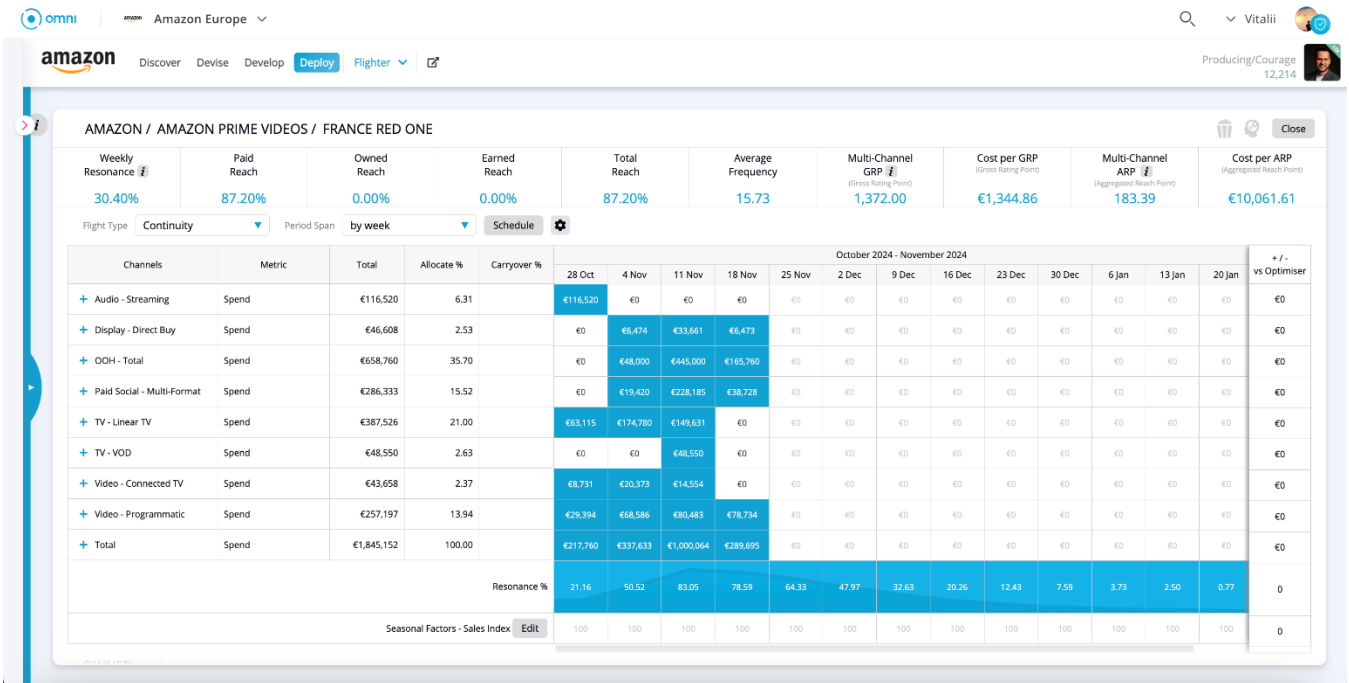 omni
amazon Amazon Europe
Vitalii
amazon Discover Devise Develop Deploy Flighter
Producing/Courage
12,214
i
AMAZON / AMAZON PRIME VIDEOS / FRANCE RED ONE Close
Weekly Resonance i 30.40%
Paid Reach 87.20%
Owned Reach 0.00%
Earned Reach 0.00%
Total Reach 87.20%
Average Frequency 15.73
Multi-Channel GRP i (Gross Rating Point) 1,372.00
Cost per GRP (Gross Rating Point) €1,344.86
Multi-Channel ARP i (Aggregated Reach Point) 183.39
Cost per ARP (Aggregated Reach Point) €10,061.61
Flight Type Continuity Period Span by week Schedule
Channels Metric Total Allocate % Carryover % October 2024 - November 2024 + / - vs Optimiser
28 Oct 4 Nov 11 Nov 18 Nov 25 Nov 2 Dec 9 Dec 16 Dec 23 Dec 30 Dec 6 Jan 13 Jan 20 Jan
+ Audio - Streaming Spend €116,520 6.31 €116,520 €0 €0 €0 €0 €0 €0 €0 €0 €0 €0 €0 €0 €0
+ Display - Direct Buy Spend €46,608 2.53 €0 €6,474 €33,661 €6,473 €0 €0 €0 €0 €0 €0 €0 €0 €0 €0
+ OOH - Total Spend €658,760 35.70 €0 €48,000 €445,000 €165,760 €0 €0 €0 €0 €0 €0 €0 €0 €0 €0
+ Paid Social - Multi-Format Spend €286,333 15.52 €0 €19,420 €228,185 €38,728 €0 €0 €0 €0 €0 €0 €0 €0 €0 €0
+ TV - Linear TV Spend €387,526 21.00 €63,115 €174,780 €149,631 €0 €0 €0 €0 €0 €0 €0 €0 €0 €0 €0
+ TV - VOD Spend €48,550 2.63 €0 €0 €48,550 €0 €0 €0 €0 €0 €0 €0 €0 €0 €0 €0
+ Video - Connected TV Spend €43,658 2.37 €8,731 €20,373 €14,554 €0 €0 €0 €0 €0 €0 €0 €0 €0 €0 €0
+ Video - Programmatic Spend €257,197 13.94 €29,394 €68,586 €80,483 €78,734 €0 €0 €0 €0 €0 €0 €0 €0 €0 €0
+ Total Spend €1,845,152 100.00 €217,760 €337,633 €1,000,064 €289,695 €0 €0 €0 €0 €0 €0 €0 €0 €0 €0
Resonance % 21.16 50.52 83.05 78.59 64.33 47.97 32.63 20.26 12.43 7.59 3.73 2.50 0.77 0
Seasonal Factors - Sales Index Edit 100 100 100 100 100 100 100 100 100 100 100 100 100 0